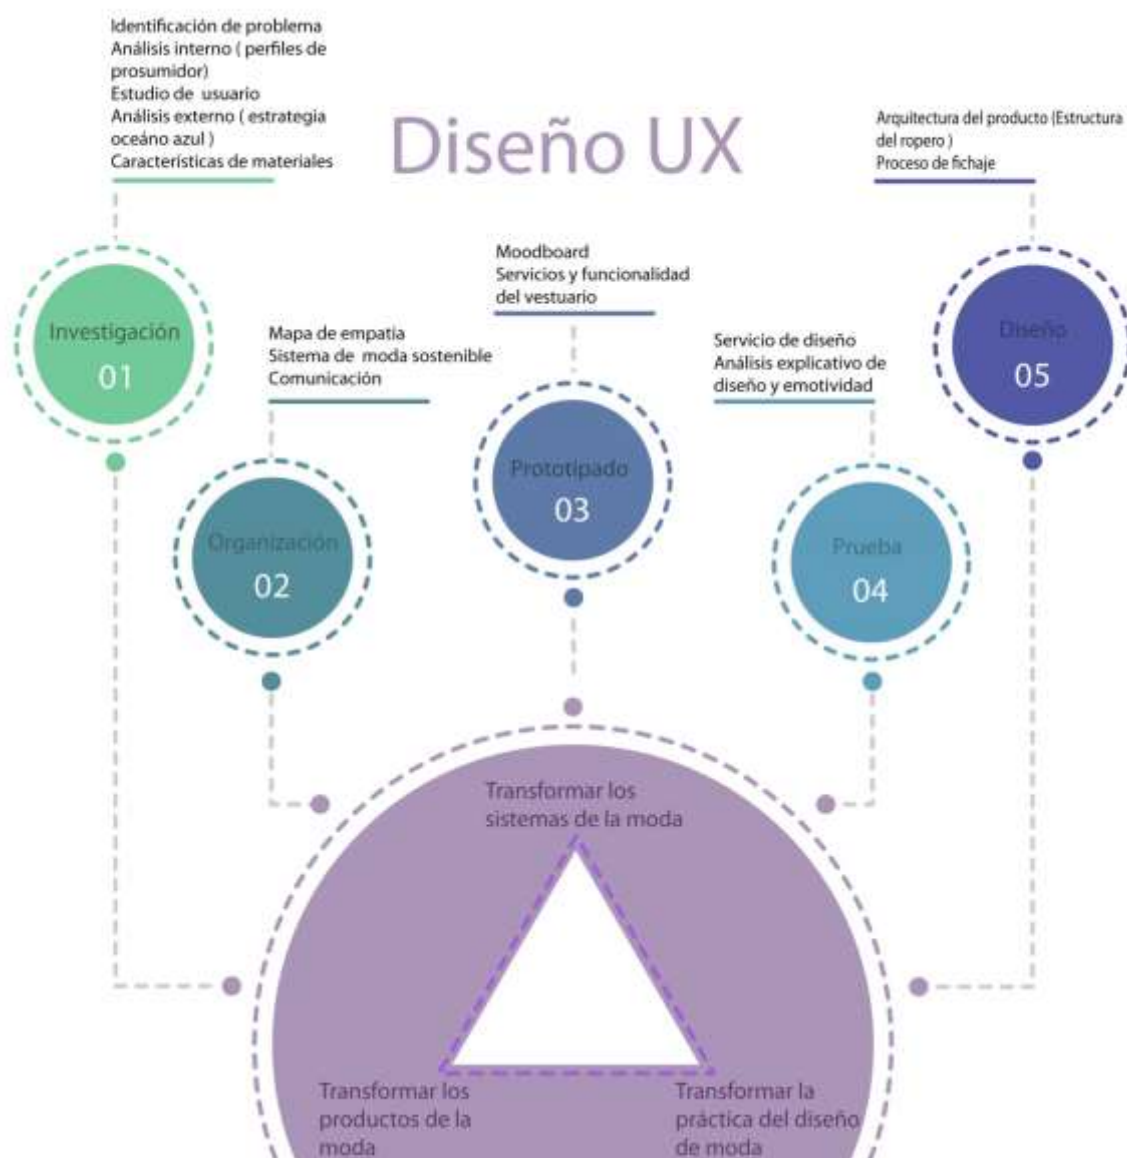 Identificación de problema
Análisis interno ( perfiles de
prosumidor)
Estudio de  usuario
Análisis externo ( estrategia
oceáno azul )
Características de materiales
Diseño UX
Arquitectura del producto (Estructura
del ropero )
Proceso de fichaje
Moodboard
Servicios y funcionalidad
del vestuario
Mapa de empatía
Sistema de  moda sostenible
Comunicación
Servicio de diseño
Análisis explicativo de
diseño y emotividad
Investigación
01
Organización
02
Prototipado
03
Prueba
04
Diseño
05
Transformar los
sistemas de la moda
Transformar los
productos de la
moda
Transformar la
práctica del diseño
de moda